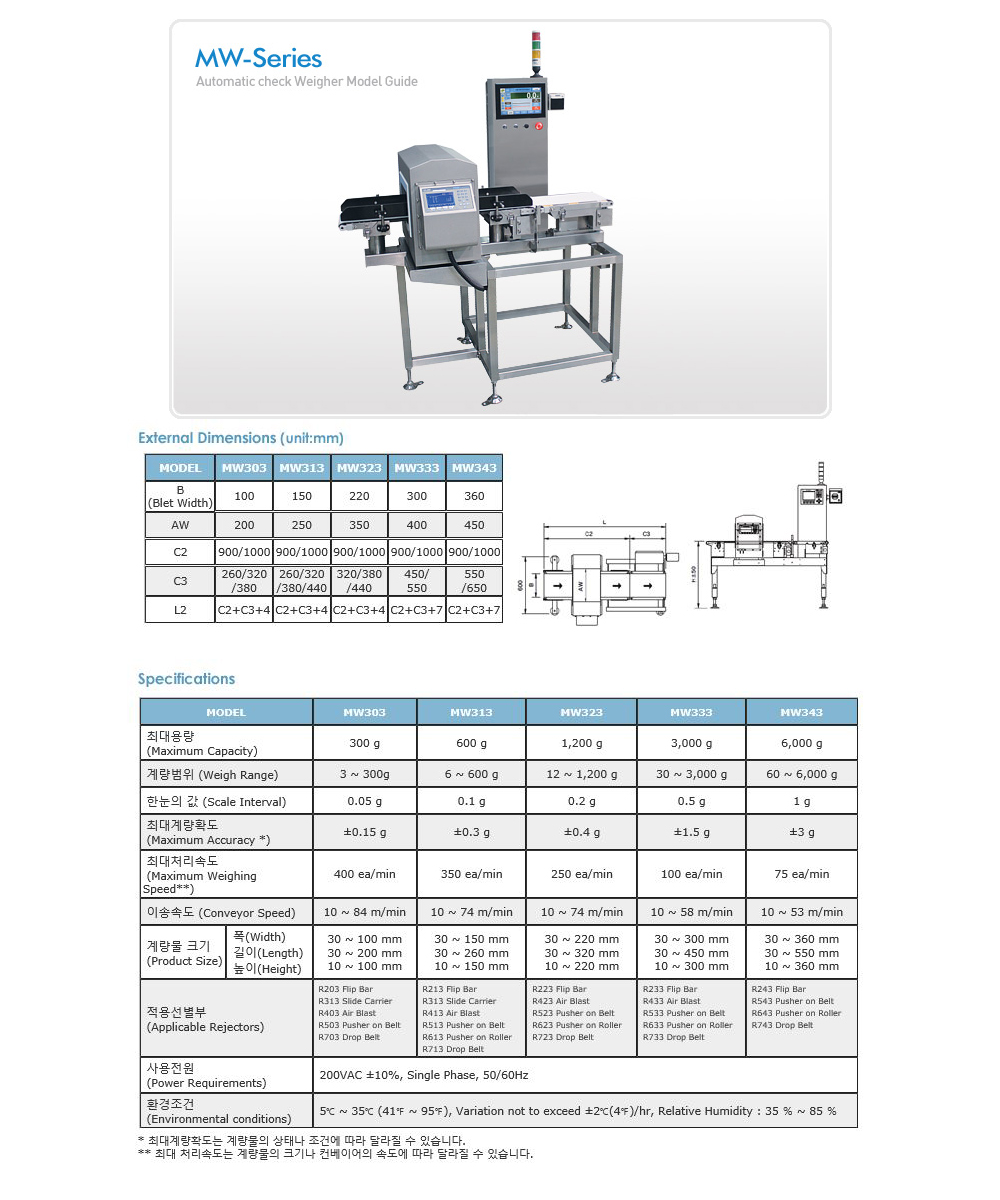 MW-Series
Automatic check Weigher Model Guide
External Dimensions (unit:mm)
MODEL MW303 MW313 MW323 MW333 MW343
B
(Blet Width) 100 150 220 300 360
AW 200 250 350 400 450
C2 900/1000 900/1000 900/1000 900/1000 900/1000
C3 260/320 /380 260/320 /380/440 320/380 /440 450/ 550 550 /650
L2 C2+C3+4 C2+C3+4 C2+C3+4 C2+C3+7 C2+C3+7
L
C2 C3
600 B AW
H±50
Specifications
MODEL MW303 MW313 MW323 MW333 MW343
최대용량
(Maximum Capacity) 300 g 600 g 1,200 g 3,000 g 6,000 g
계량범위 (Weigh Range) 3 ~ 300g 6 ~ 600 g 12 ~ 1,200 g 30 ~ 3,000 g 60 ~ 6,000 g
한눈의 값 (Scale Interval) 0.05 g 0.1 g 0.2 g 0.5 g 1 g
최대계량확도
(Maximum Accuracy *) ±0.15 g ±0.3 g ±0.4 g ±1.5 g ±3 g
최대처리속도
(Maximum Weighing
Speed**) 400 ea/min 350 ea/min 250 ea/min 100 ea/min 75 ea/min
이송속도 (Conveyor Speed) 10 ~ 84 m/min 10 ~ 74 m/min 10 ~ 74 m/min 10 ~ 58 m/min 10 ~ 53 m/min
계량물 크기
(Product Size)
폭(Width) 30 ~ 100 mm 30 ~ 150 mm 30 ~ 220 mm 30 ~ 300 mm 30 ~ 360 mm
길이(Length) 30 ~ 200 mm 30 ~ 260 mm 30 ~ 320 mm 30 ~ 450 mm 30 ~ 550 mm
높이(Height) 10 ~ 100 mm 10 ~ 150 mm 10 ~ 220 mm 10 ~ 300 mm 10 ~ 360 mm
적용선별부
(Applicable Rejectors)
R203 Flip Bar
R313 Slide Carrier
R403 Air Blast
R503 Pusher on Belt
R703 Drop Belt
R213 Flip Bar
R313 Slide Carrier
R413 Air Blast
R513 Pusher on Belt
R613 Pusher on Roller
R713 Drop Belt
R223 Flip Bar
R423 Air Blast
R523 Pusher on Belt
R623 Pusher on Roller
R723 Drop Belt
R233 Flip Bar
R433 Air Blast
R533 Pusher on Belt
R633 Pusher on Roller
R733 Drop Belt
R243 Flip Bar
R543 Pusher on Belt
R643 Pusher on Roller
R743 Drop Belt
사용전원
(Power Requirements) 200VAC ±10%, Single Phase, 50/60Hz
환경조건
(Environmental conditions) 5℃ ~ 35℃ (41℉ ~ 95℉), Variation not to exceed ±2℃(4℉)/hr, Relative Humidity : 35 % ~ 85 %
* 최대계량확도는 계량물의 상태나 조건에 따라 달라질 수 있습니다.
** 최대 처리속도는 계량물의 크기나 컨베이어의 속도에 따라 달라질 수 있습니다.